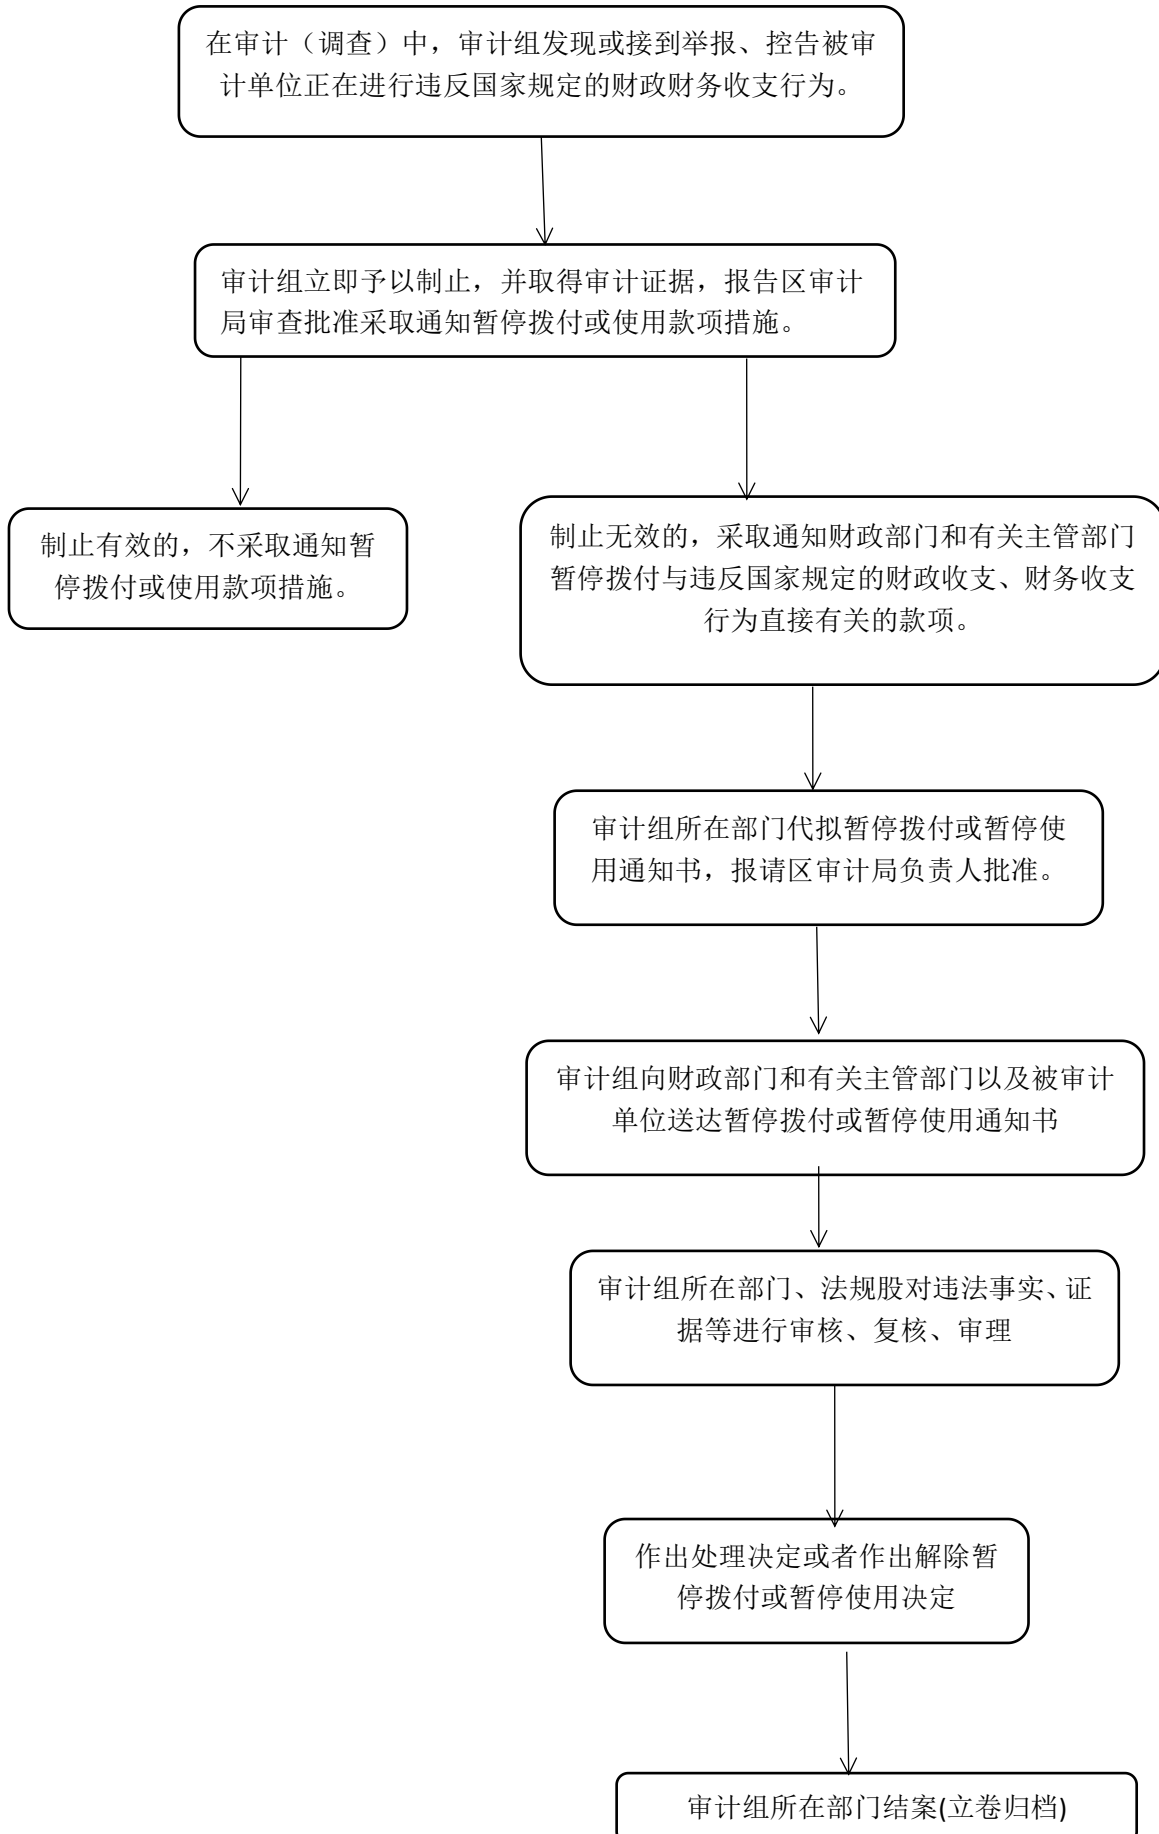 在审计（调查）中，审计组发现或接到举报、控告被审
计单位正在进行违反国家规定的财政财务收支行为。
审计组立即予以制止，并取得审计证据，报告区审计
局审查批准采取通知暂停拨付或使用款项措施。
制止有效的，不采取通知暂
停拨付或使用款项措施。
制止无效的，采取通知财政部门和有关主管部门
暂停拨付与违反国家规定的财政收支、财务收支
行为直接有关的款项。
审计组所在部门代拟暂停拨付或暂停使
用通知书，报请区审计局负责人批准。
审计组向财政部门和有关主管部门以及被审计
单位送达暂停拨付或暂停使用通知书
审计组所在部门、法规股对违法事实、证
据等进行审核、复核、审理
作出处理决定或者作出解除暂
停拨付或暂停使用决定
审计组所在部门结案(立卷归档)